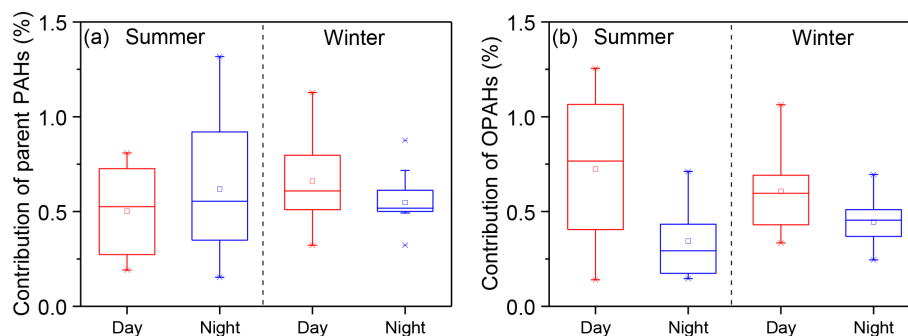 Contribution of parent PAHs (%)
1.5
1.0
0.5
0.0
(a) Summer
Winter
Day
Night
Day
Night
Contribution of OPAHs (%)
1.5
1.0
0.5
0.0
(b) Summer
Winter
Day
Night
Day
Night